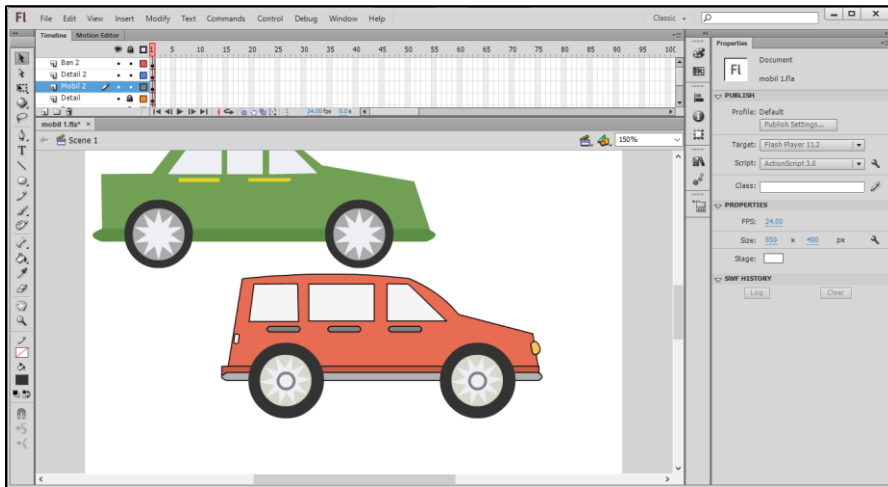 Fl File Edit View Insert Modify Text Commands Control Debug Window Help Classic
Timeline Motion Editor
1 5 10 15 20 25 30 35 40 45 50 55 60 65 70 75 80 85 90 95 100
Ban 2
Detail 2
Mobil 2
Detail
1 24.00 fps 0.0 s
mobil 1.fla* ×
Scene 1 150%
Properties
Fl Document
mobil 1.fla
PUBLISH
Profile: Default
Publish Settings...
Target: Flash Player 11.2
Script: ActionScript 3.0
Class:
PROPERTIES
FPS: 24.00
Size: 550 x 400 px
Stage:
SWF HISTORY
Log Clear